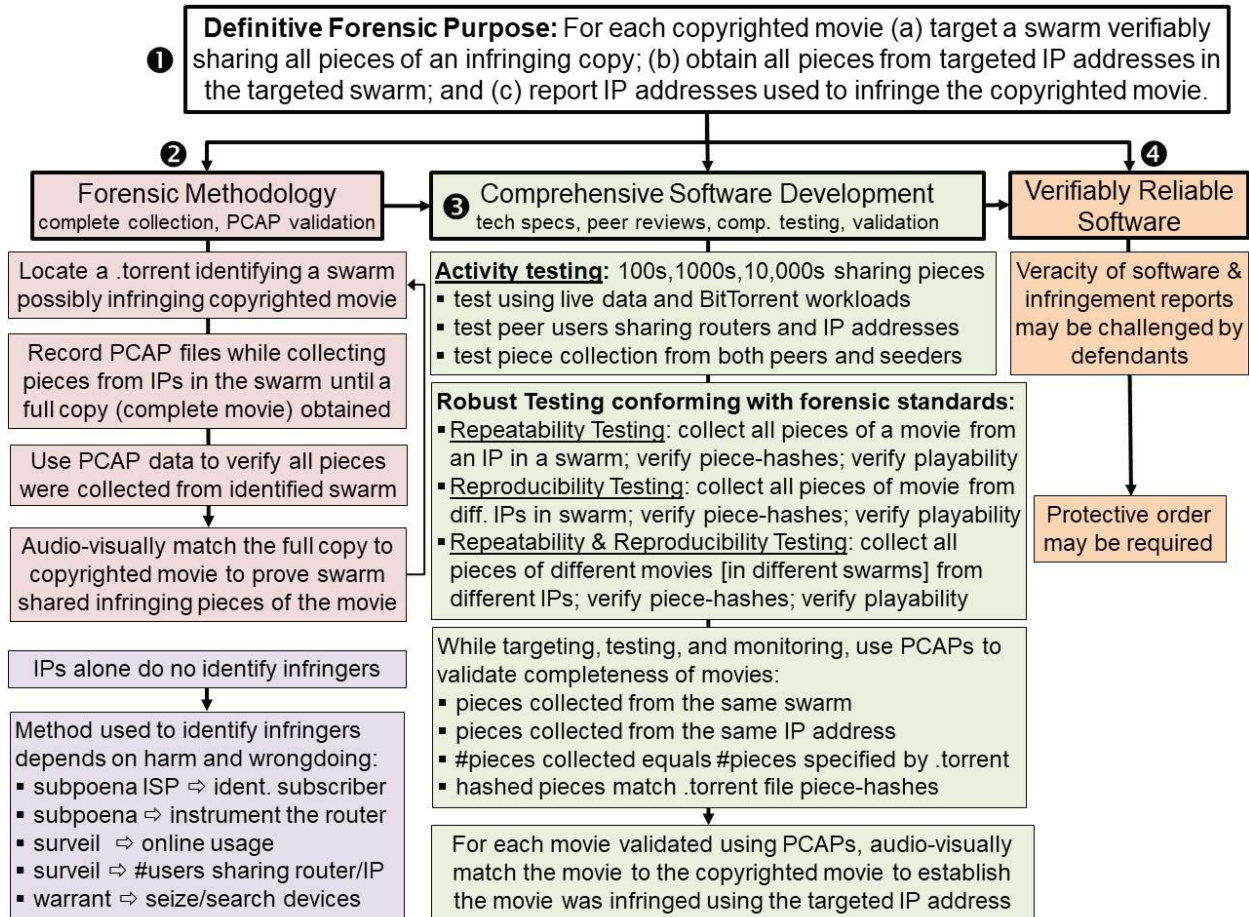 ❶
Definitive Forensic Purpose: For each copyrighted movie (a) target a swarm verifiably
sharing all pieces of an infringing copy; (b) obtain all pieces from targeted IP addresses in
the targeted swarm; and (c) report IP addresses used to infringe the copyrighted movie.
❷
Forensic Methodology
complete collection, PCAP validation
Locate a .torrent identifying a swarm
possibly infringing copyrighted movie
Record PCAP files while collecting
pieces from IPs in the swarm until a
full copy (complete movie) obtained
Use PCAP data to verify all pieces
were collected from identified swarm
Audio-visually match the full copy to
copyrighted movie to prove swarm
shared infringing pieces of the movie
IPs alone do no identify infringers
Method used to identify infringers
depends on harm and wrongdoing:
▪ subpoena ISP ⇨ ident. subscriber
▪ subpoena ⇨ instrument the router
▪ surveil ⇨ online usage
▪ surveil ⇨ #users sharing router/IP
▪ warrant ⇨ seize/search devices
❸
Comprehensive Software Development
tech specs, peer reviews, comp. testing, validation
Activity testing: 100s,1000s,10,000s sharing pieces
▪ test using live data and BitTorrent workloads
▪ test peer users sharing routers and IP addresses
▪ test piece collection from both peers and seeders
Robust Testing conforming with forensic standards:
▪ Repeatability Testing: collect all pieces of a movie from
an IP in a swarm; verify piece-hashes; verify playability
▪ Reproducibility Testing: collect all pieces of movie from
diff. IPs in swarm; verify piece-hashes; verify playability
▪ Repeatability & Reproducibility Testing: collect all
pieces of different movies [in different swarms] from
different IPs; verify piece-hashes; verify playability
While targeting, testing, and monitoring, use PCAPs to
validate completeness of movies:
▪ pieces collected from the same swarm
▪ pieces collected from the same IP address
▪ #pieces collected equals #pieces specified by .torrent
▪ hashed pieces match .torrent file piece-hashes
For each movie validated using PCAPs, audio-visually
match the movie to the copyrighted movie to establish
the movie was infringed using the targeted IP address
❹
Verifiably Reliable
Software
Veracity of software &
infringement reports
may be challenged by
defendants
Protective order
may be required